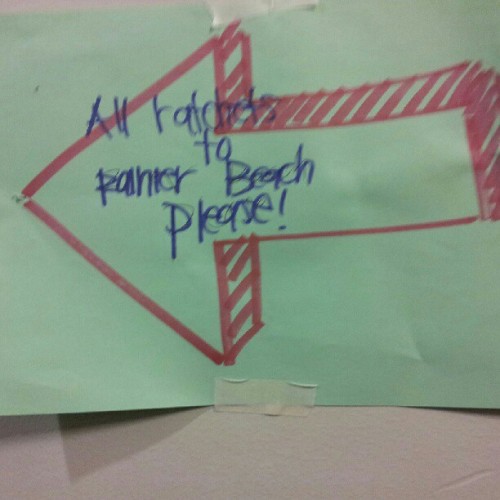 All ratchets
to
Rainier Beach
Please!